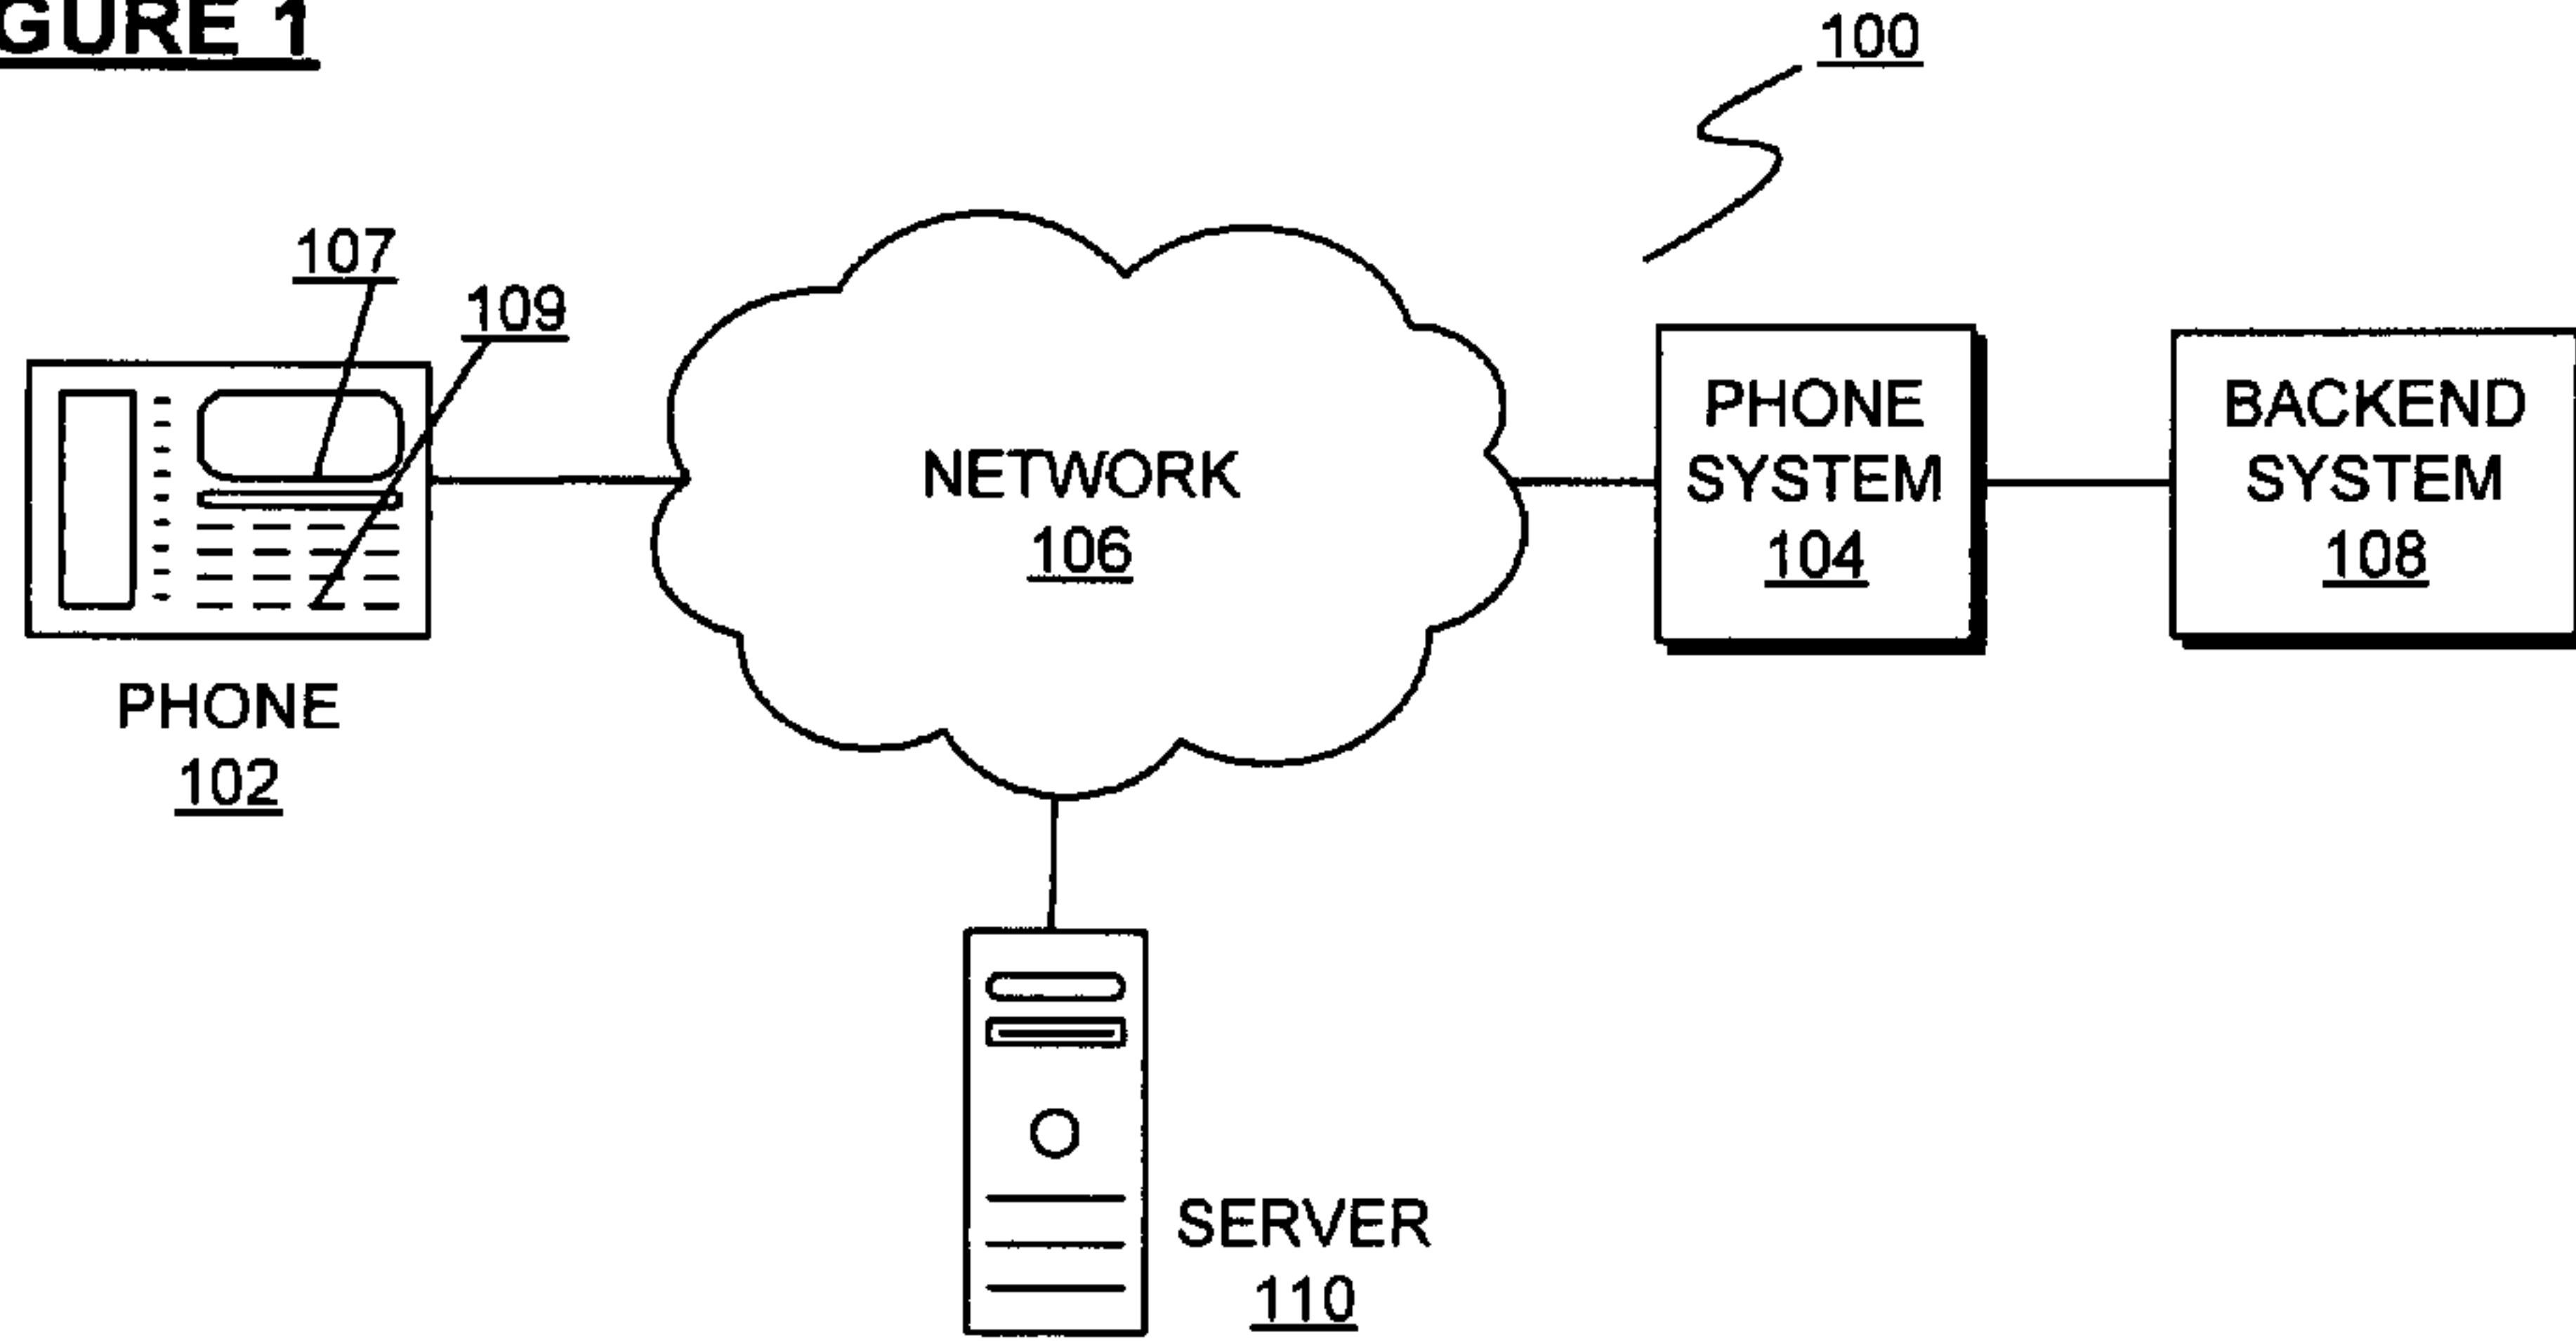 GURE 1
100
107
109
NETWORK
106
PHONE
SYSTEM
104
BACKEND
SYSTEM
108
PHONE
102
SERVER
110